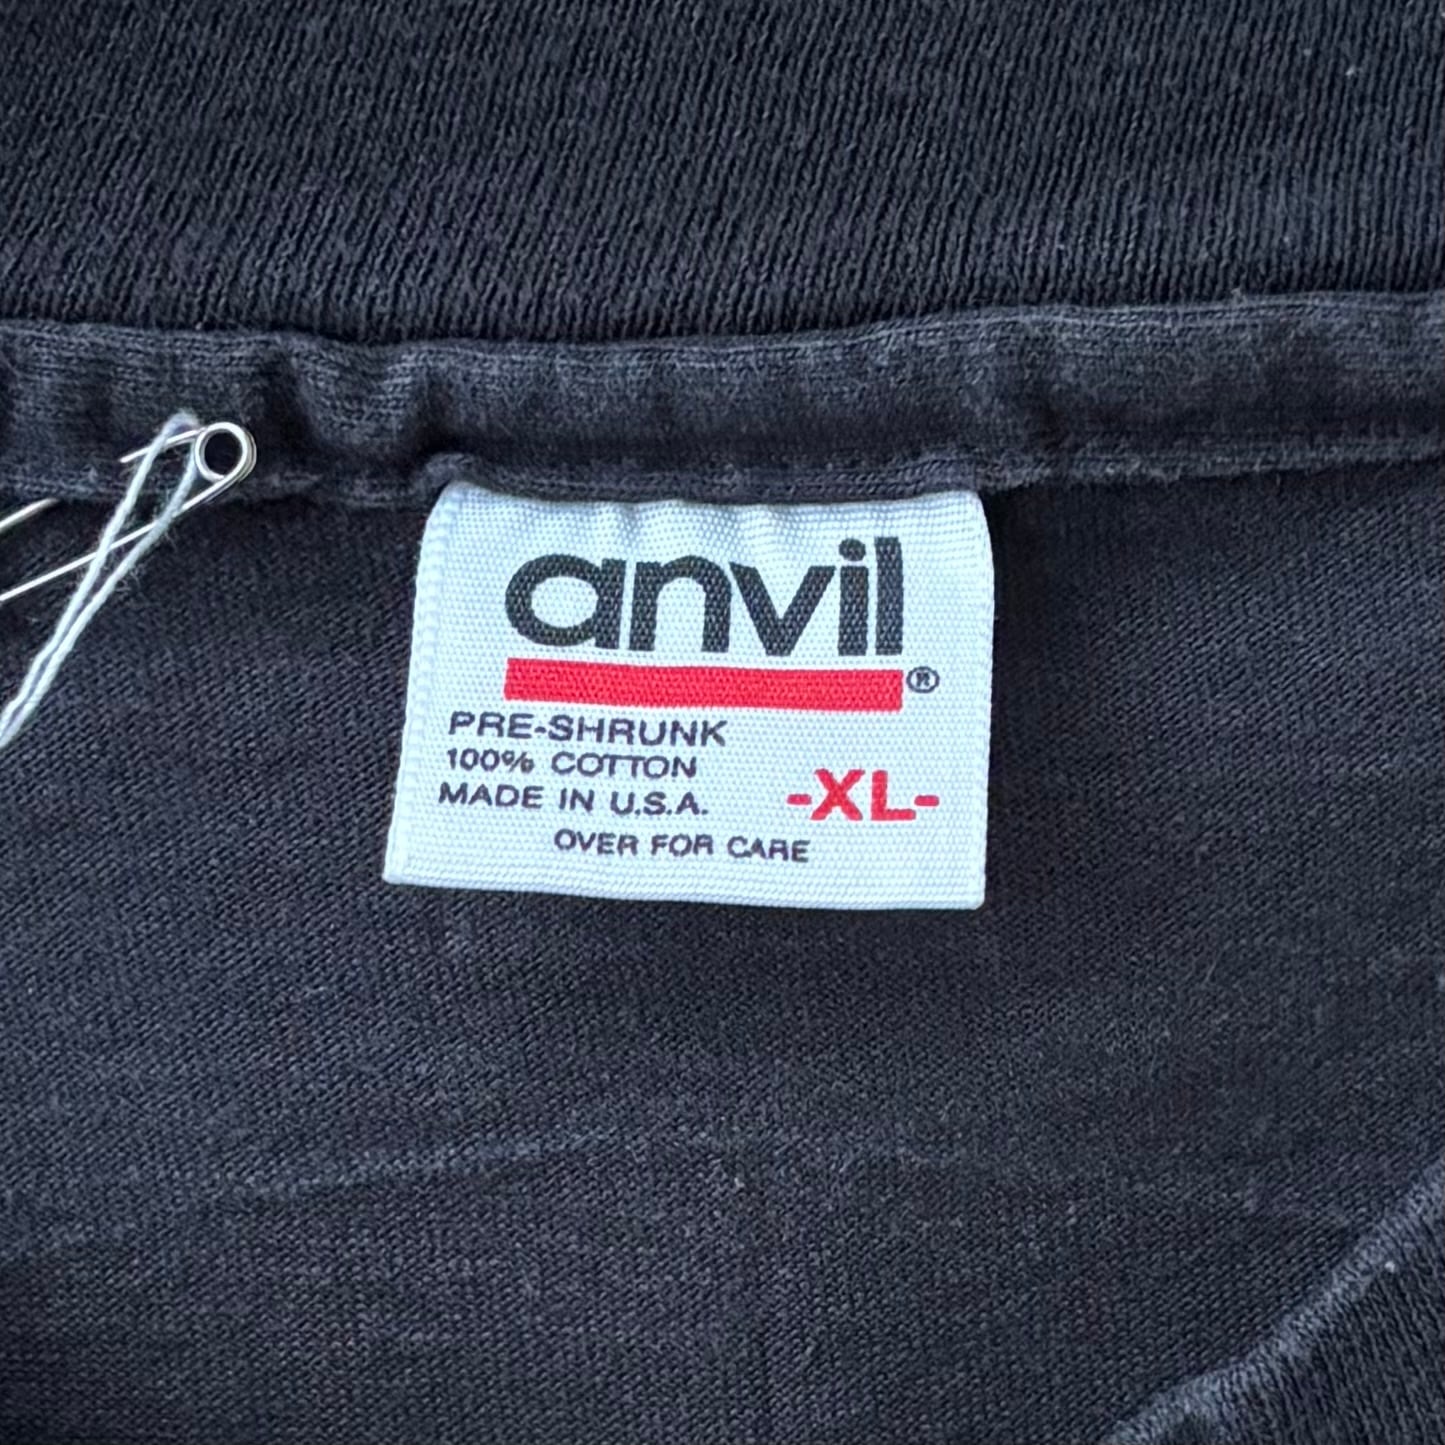 anvil®
PRE-SHRUNK
100% COTTON
MADE IN U.S.A.
-XL-
OVER FOR CARE